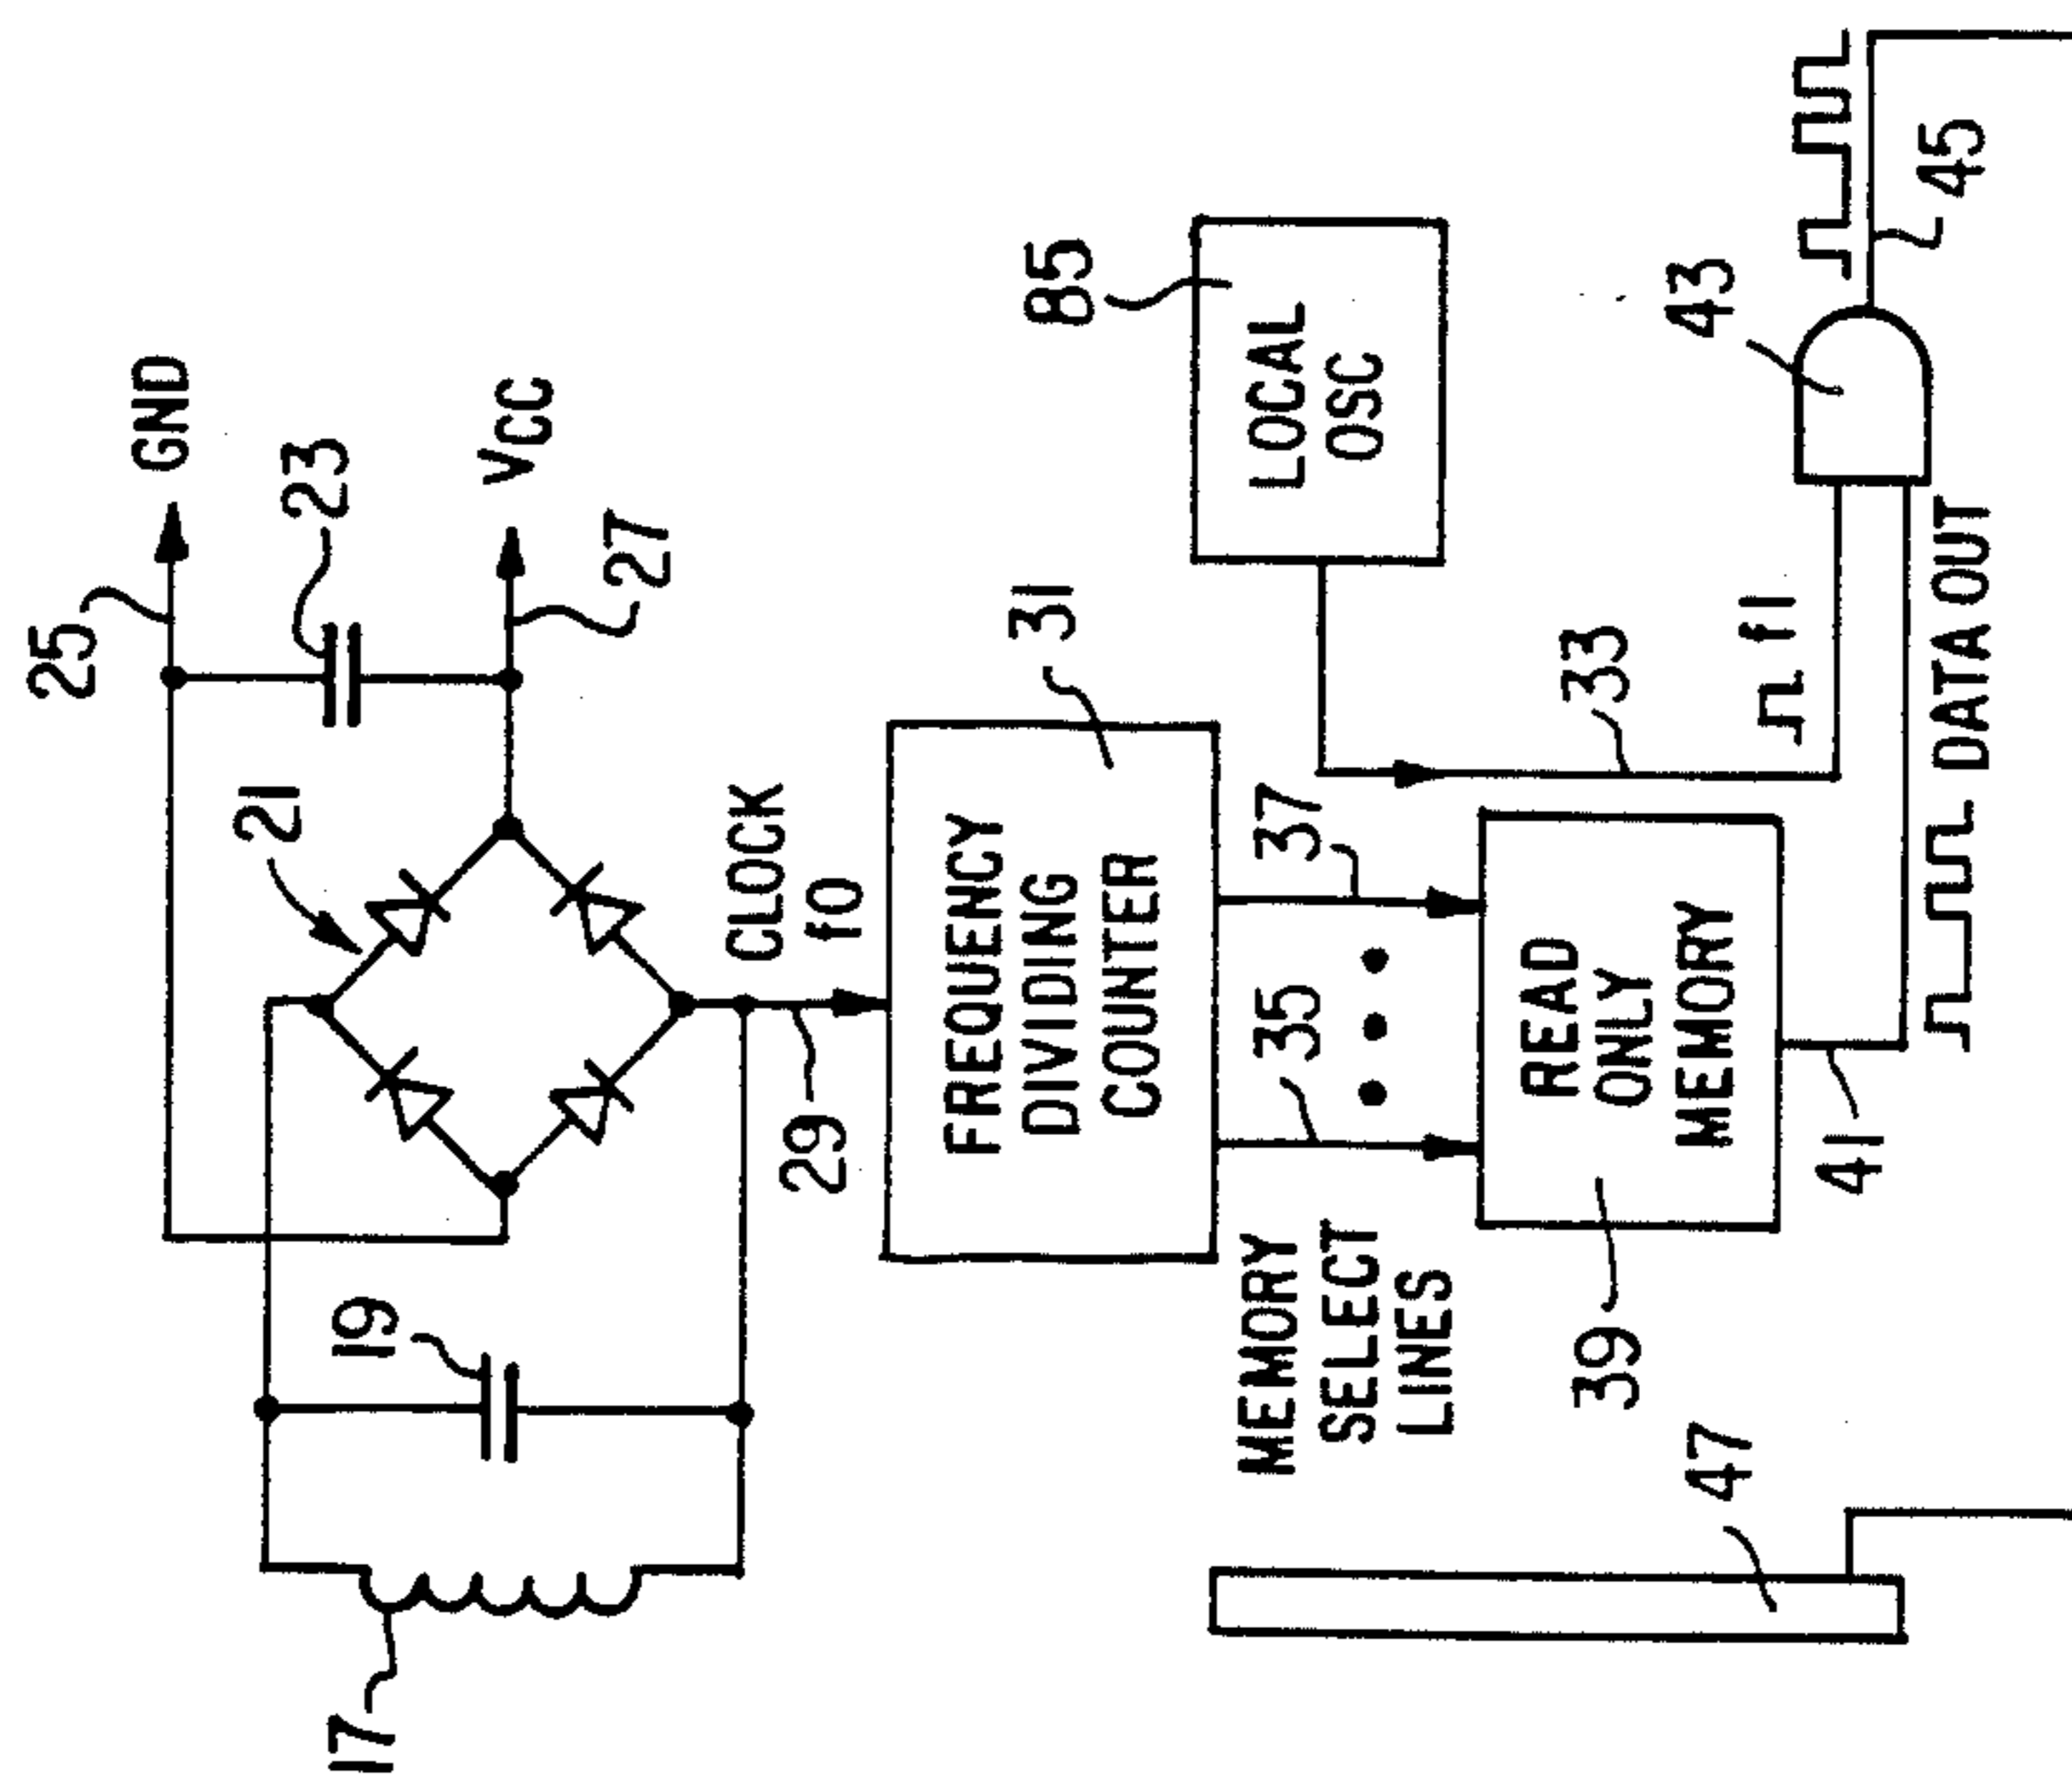 25
GND
23
VCC
27
21
17
19
29
CLOCK
f0
FREQUENCY
DIVIDING
COUNTER
31
85
LOCAL
OSC
MEMORY
SELECT
LINES
35
37
33
f1
43
45
READ
ONLY
MEMORY
39
41
DATA OUT
47